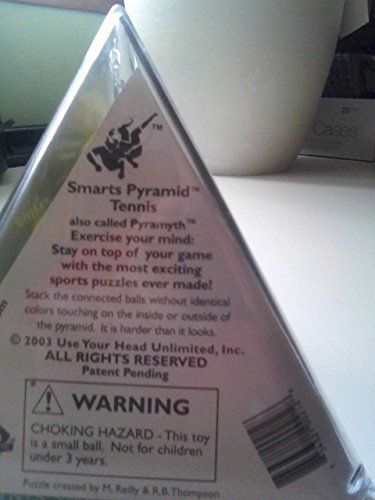 TM
Smarts Pyramid™
Tennis
also called Pyramyth™
Exercise your mind:
Stay on top of your game
with the most exciting
sports puzzles ever made!
Stack the connected balls without identical
colors touching on the inside or outside of
the pyramid. It is harder than it looks.
© 2003 Use Your Head Unlimited, Inc.
ALL RIGHTS RESERVED
Patent Pending
WARNING
CHOKING HAZARD - This toy
is a small ball. Not for children
under 3 years.
Puzzle created by M. Reilly & R.B. Thompson
Cases